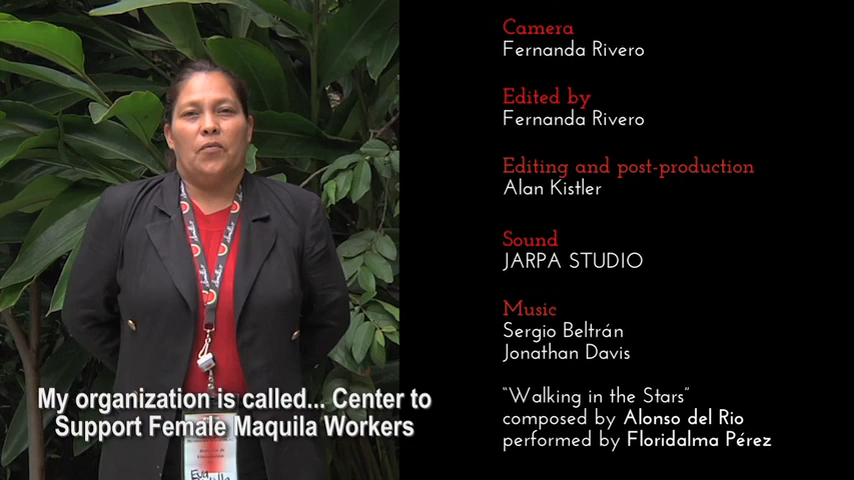 My organization is called... Center to
Support Female Maquila Workers
Camera
Fernanda Rivero
Edited by
Fernanda Rivero
Editing and post-production
Alan Kistler
Sound
JARPA STUDIO
Music
Sergio Beltrán
Jonathan Davis
"Walking in the Stars"
composed by Alonso del Rio
performed by Floridalma Pérez